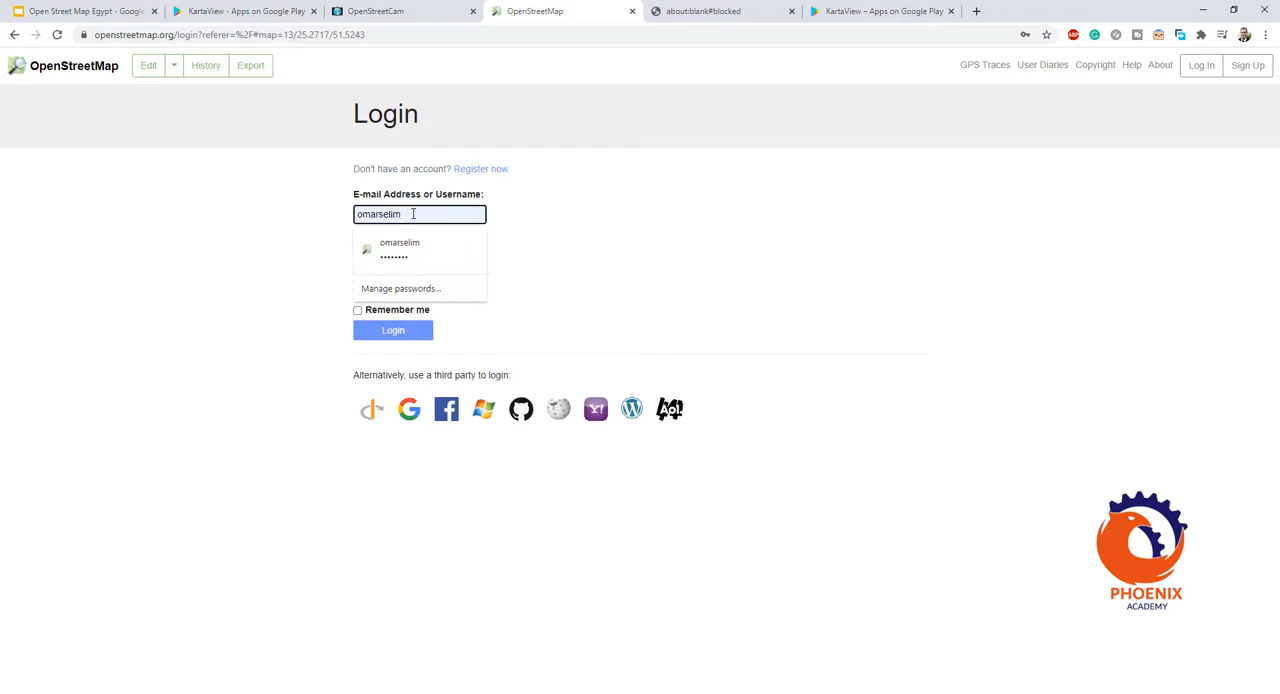 Open Street Map Egypt - Google
KartaView - Apps on Google Play
OpenStreetCam
OpenStreetMap
about:blank#blocked
KartaView – Apps on Google Play
openstreetmap.org/login?referer=%2F#map=13/25.2717/51.5243
ABP
OpenStreetMap
Edit
History
Export
GPS Traces
User Diaries
Copyright
Help
About
Log In
Sign Up
Login
Don't have an account? Register now
E-mail Address or Username:
omarselim
omarselim
••••••••
Manage passwords...
Remember me
Login
Alternatively, use a third party to login:
Y!
Aol
PHOENIX
ACADEMY